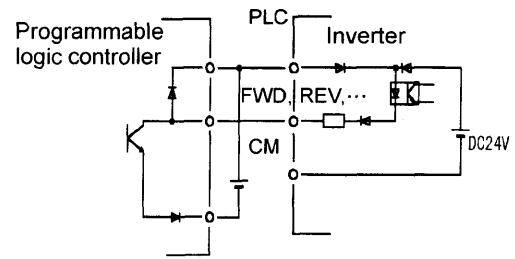 PLC
Programmable
logic controller
Inverter
FWD, REV,···
CM
DC24V